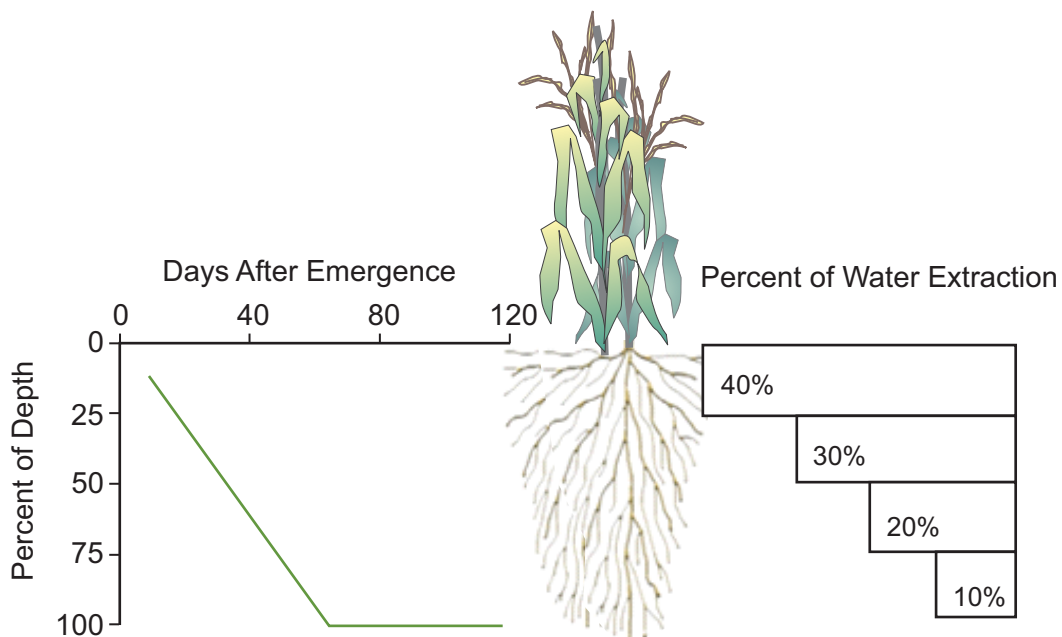 Days After Emergence
0 40 80 120
Percent of Depth
0
25
50
75
100
Percent of Water Extraction
40%
30%
20%
10%